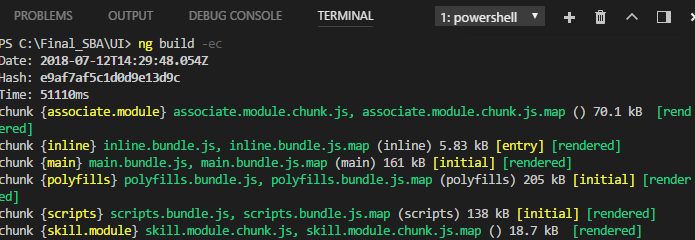 PROBLEMS OUTPUT DEBUG CONSOLE TERMINAL 1: powershell
PS C:\Final_SBA\UI> ng build -ec
Date: 2018-07-12T14:29:48.054Z
Hash: e9af7af5c1d0d9e13d9c
Time: 51110ms
chunk {associate.module} associate.module.chunk.js, associate.module.chunk.js.map () 70.1 kB [rend
ered]
chunk {inline} inline.bundle.js, inline.bundle.js.map (inline) 5.83 kB [entry] [rendered]
chunk {main} main.bundle.js, main.bundle.js.map (main) 161 kB [initial] [rendered]
chunk {polyfills} polyfills.bundle.js, polyfills.bundle.js.map (polyfills) 205 kB [initial] [render
ed]
chunk {scripts} scripts.bundle.js, scripts.bundle.js.map (scripts) 138 kB [initial] [rendered]
chunk {skill.module} skill.module.chunk.js, skill.module.chunk.js.map () 18.7 kB [rendered]